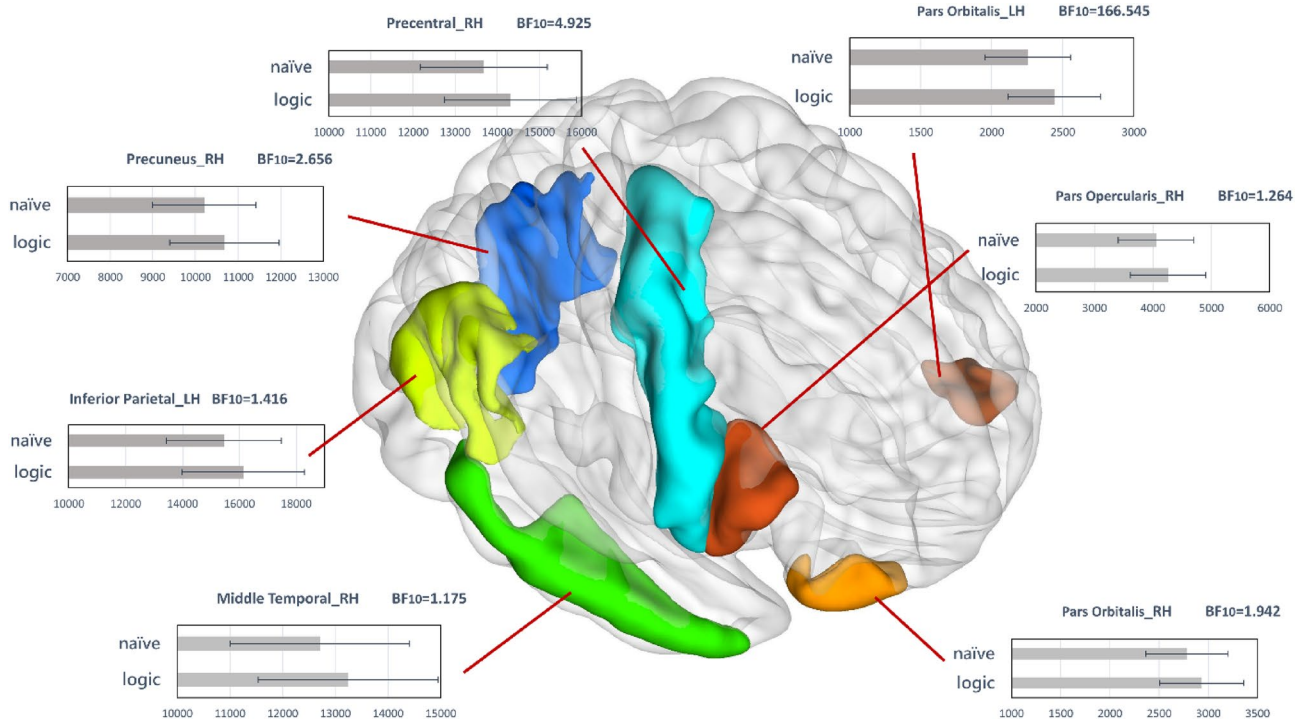 Precentral_RH BF10=4.925
naïve
logic
10000 11000 12000 13000 14000 15000 16000
Pars Orbitalis_LH BF10=166.545
naïve
logic
1000 1500 2000 2500 3000
Precuneus_RH BF10=2.656
naïve
logic
7000 8000 9000 10000 11000 12000 13000
Pars Opercularis_RH BF10=1.264
naïve
logic
2000 3000 4000 5000 6000
Inferior Parietal_LH BF10=1.416
naïve
logic
10000 12000 14000 16000 18000
Middle Temporal_RH BF10=1.175
naïve
logic
10000 11000 12000 13000 14000 15000
Pars Orbitalis_RH BF10=1.942
naïve
logic
1000 1500 2000 2500 3000 3500